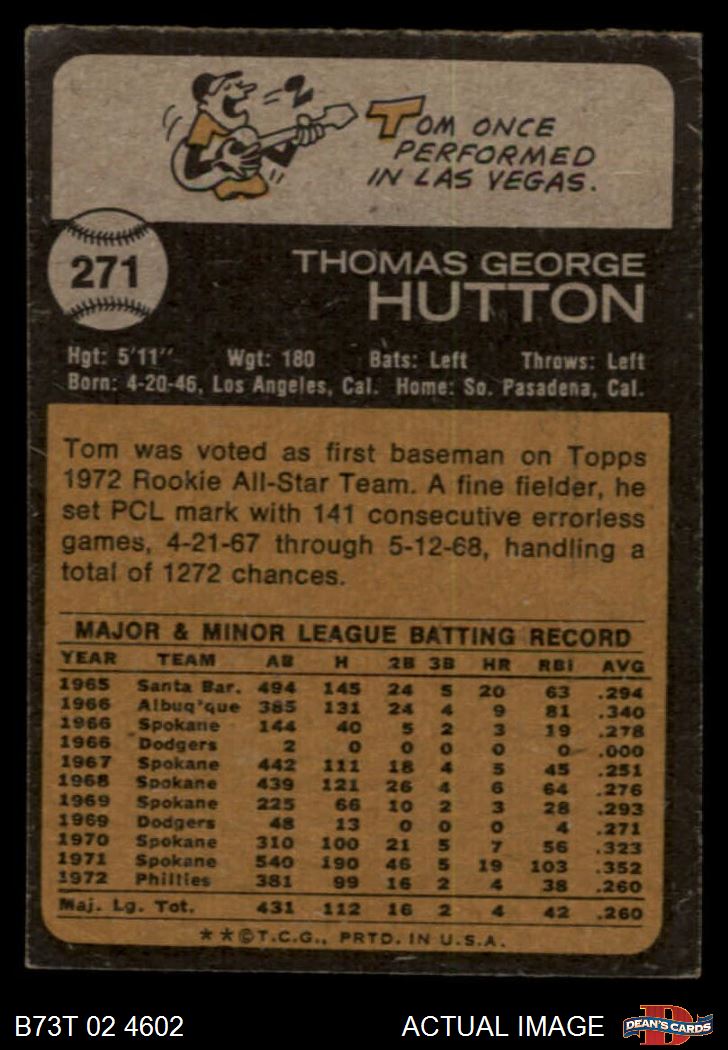 TOM ONCE
PERFORMED
IN LAS VEGAS.
271
THOMAS GEORGE
HUTTON
Hgt: 5'11" Wgt: 180 Bats: Left Throws: Left
Born: 4-20-46, Los Angeles, Cal. Home: So. Pasadena, Cal.
Tom was voted as first baseman on Topps
1972 Rookie All-Star Team. A fine fielder, he
set PCL mark with 141 consecutive errorless
games, 4-21-67 through 5-12-68, handling a
total of 1272 chances.
MAJOR & MINOR LEAGUE BATTING RECORD
YEAR TEAM AB H 2B 3B HR RBI AVG
1965 Santa Bar. 494 145 24 5 20 63 .294
1966 Albuq'que 385 131 24 4 9 81 .340
1966 Spokane 144 40 5 2 3 19 .278
1966 Dodgers 2 0 0 0 0 0 .000
1967 Spokane 442 111 18 4 5 45 .251
1968 Spokane 439 121 26 4 6 64 .276
1969 Spokane 225 66 10 2 3 28 .293
1969 Dodgers 48 13 0 0 0 4 .271
1970 Spokane 310 100 21 5 7 56 .323
1971 Spokane 540 190 46 5 19 103 .352
1972 Phillies 381 99 16 2 4 38 .260
Maj. Lg. Tot. 431 112 16 2 4 42 .260
**©T.C.G., PRTD. IN U.S.A.
B73T 02 4602 ACTUAL IMAGE D DEAN'S CARDS